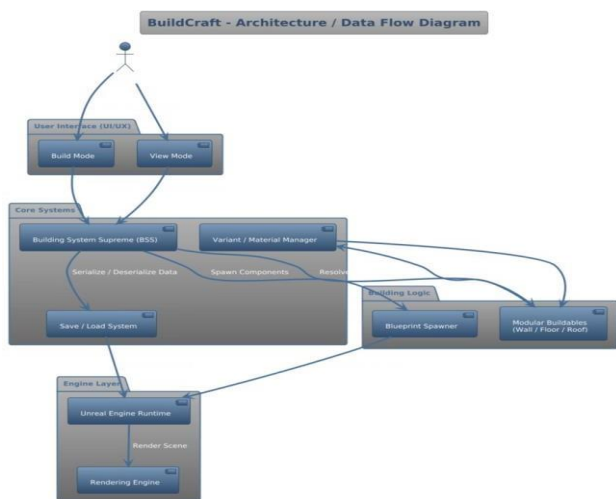 BuildCraft - Architecture / Data Flow Diagram
User Interface (UI/UX)
Build Mode
View Mode
Core Systems
Building System Supreme (BSS)
Variant / Material Manager
Serialize / Deserialize Data
Spawn Components
Resolve
Building Logic
Save / Load System
Blueprint Spawner
Modular Buildables
(Wall / Floor / Roof)
Engine Layer
Unreal Engine Runtime
Render Scene
Rendering Engine